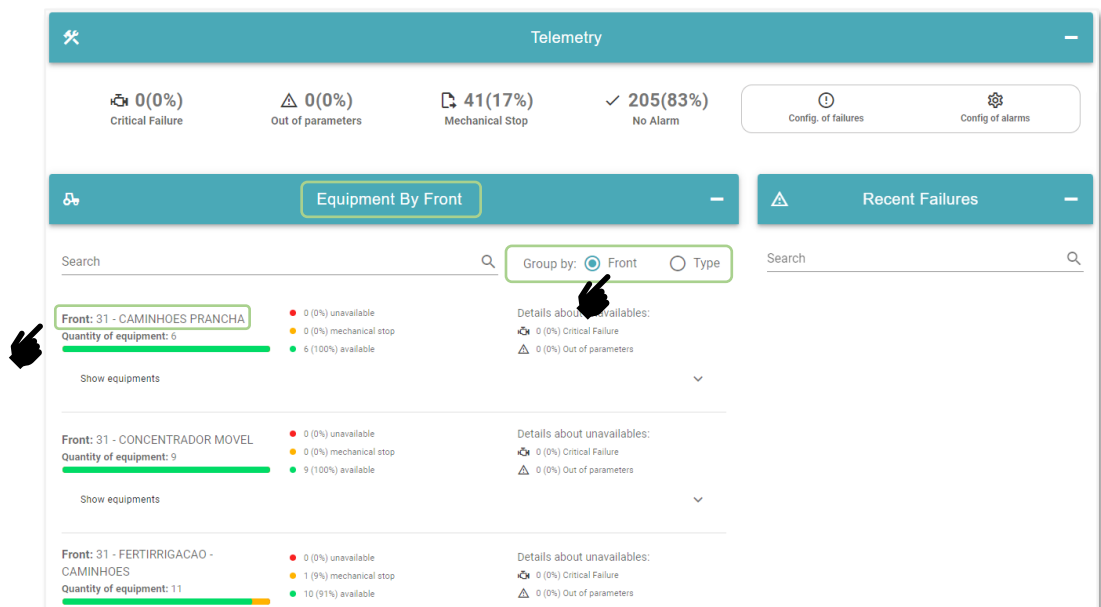 Telemetry
0(0%)
Critical Failure
0(0%)
Out of parameters
41(17%)
Mechanical Stop
205(83%)
No Alarm
Config. of failures
Config of alarms
Equipment By Front
Recent Failures
Search
Group by: Front Type
Search
Front: 31 - CAMINHOES PRANCHA
Quantity of equipment: 6
0 (0%) unavailable
0 (0%) mechanical stop
6 (100%) available
Details about unavailables:
0 (0%) Critical Failure
0 (0%) Out of parameters
Show equipments
Front: 31 - CONCENTRADOR MOVEL
Quantity of equipment: 9
0 (0%) unavailable
0 (0%) mechanical stop
9 (100%) available
Details about unavailables:
0 (0%) Critical Failure
0 (0%) Out of parameters
Show equipments
Front: 31 - FERTIRRIGACAO -
CAMINHOES
Quantity of equipment: 11
0 (0%) unavailable
1 (9%) mechanical stop
10 (91%) available
Details about unavailables:
0 (0%) Critical Failure
0 (0%) Out of parameters